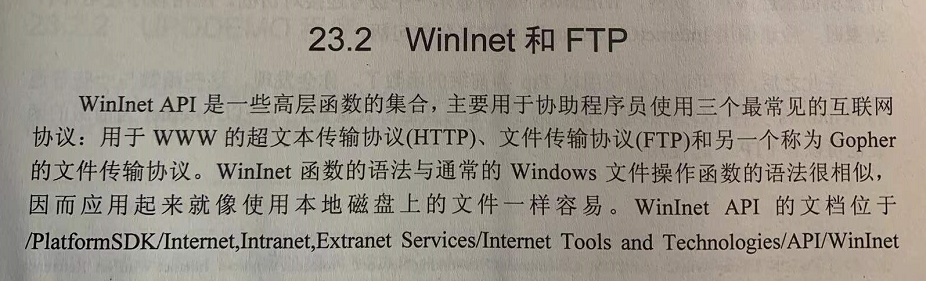 23.2 WinInet 和 FTP
WinInet API 是一些高层函数的集合，主要用于协助程序员使用三个最常见的互联网
协议：用于 WWW 的超文本传输协议(HTTP)、文件传输协议(FTP)和另一个称为 Gopher
的文件传输协议。WinInet 函数的语法与通常的 Windows 文件操作函数的语法很相似，
因而应用起来就像使用本地磁盘上的文件一样容易。WinInet API 的文档位于
/PlatformSDK/Internet,Intranet,Extranet Services/Internet Tools and Technologies/API/WinInet